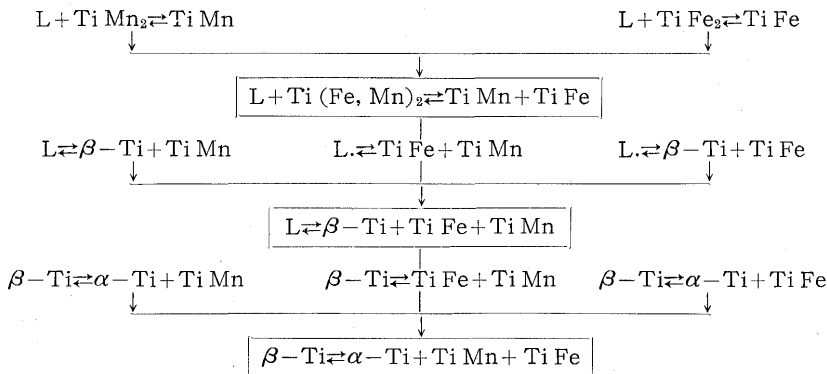 L+Ti Mn₂⇄Ti Mn L+Ti Fe₂⇄Ti Fe
L+Ti (Fe, Mn)₂⇄Ti Mn+Ti Fe
L⇄β−Ti+Ti Mn L.⇄Ti Fe+Ti Mn L.⇄β−Ti+Ti Fe
L⇄β−Ti+Ti Fe+Ti Mn
β−Ti⇄α−Ti+Ti Mn β−Ti⇄Ti Fe+Ti Mn β−Ti⇄α−Ti+Ti Fe
β−Ti⇄α−Ti+Ti Mn+Ti Fe